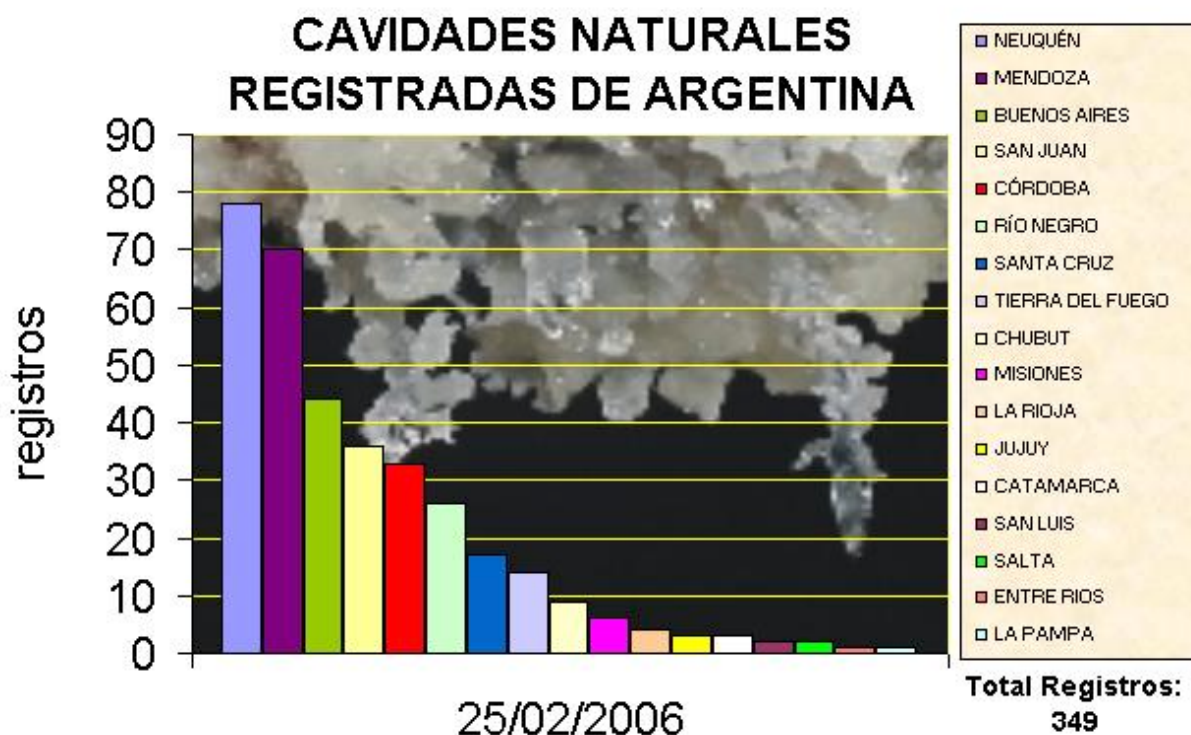 CAVIDADES NATURALES
REGISTRADAS DE ARGENTINA
registros
90
80
70
60
50
40
30
20
10
0
25/02/2006
NEUQUÉN
MENDOZA
BUENOS AIRES
SAN JUAN
CÓRDOBA
RÍO NEGRO
SANTA CRUZ
TIERRA DEL FUEGO
CHUBUT
MISIONES
LA RIOJA
JUJUY
CATAMARCA
SAN LUIS
SALTA
ENTRE RIOS
LA PAMPA
Total Registros:
349